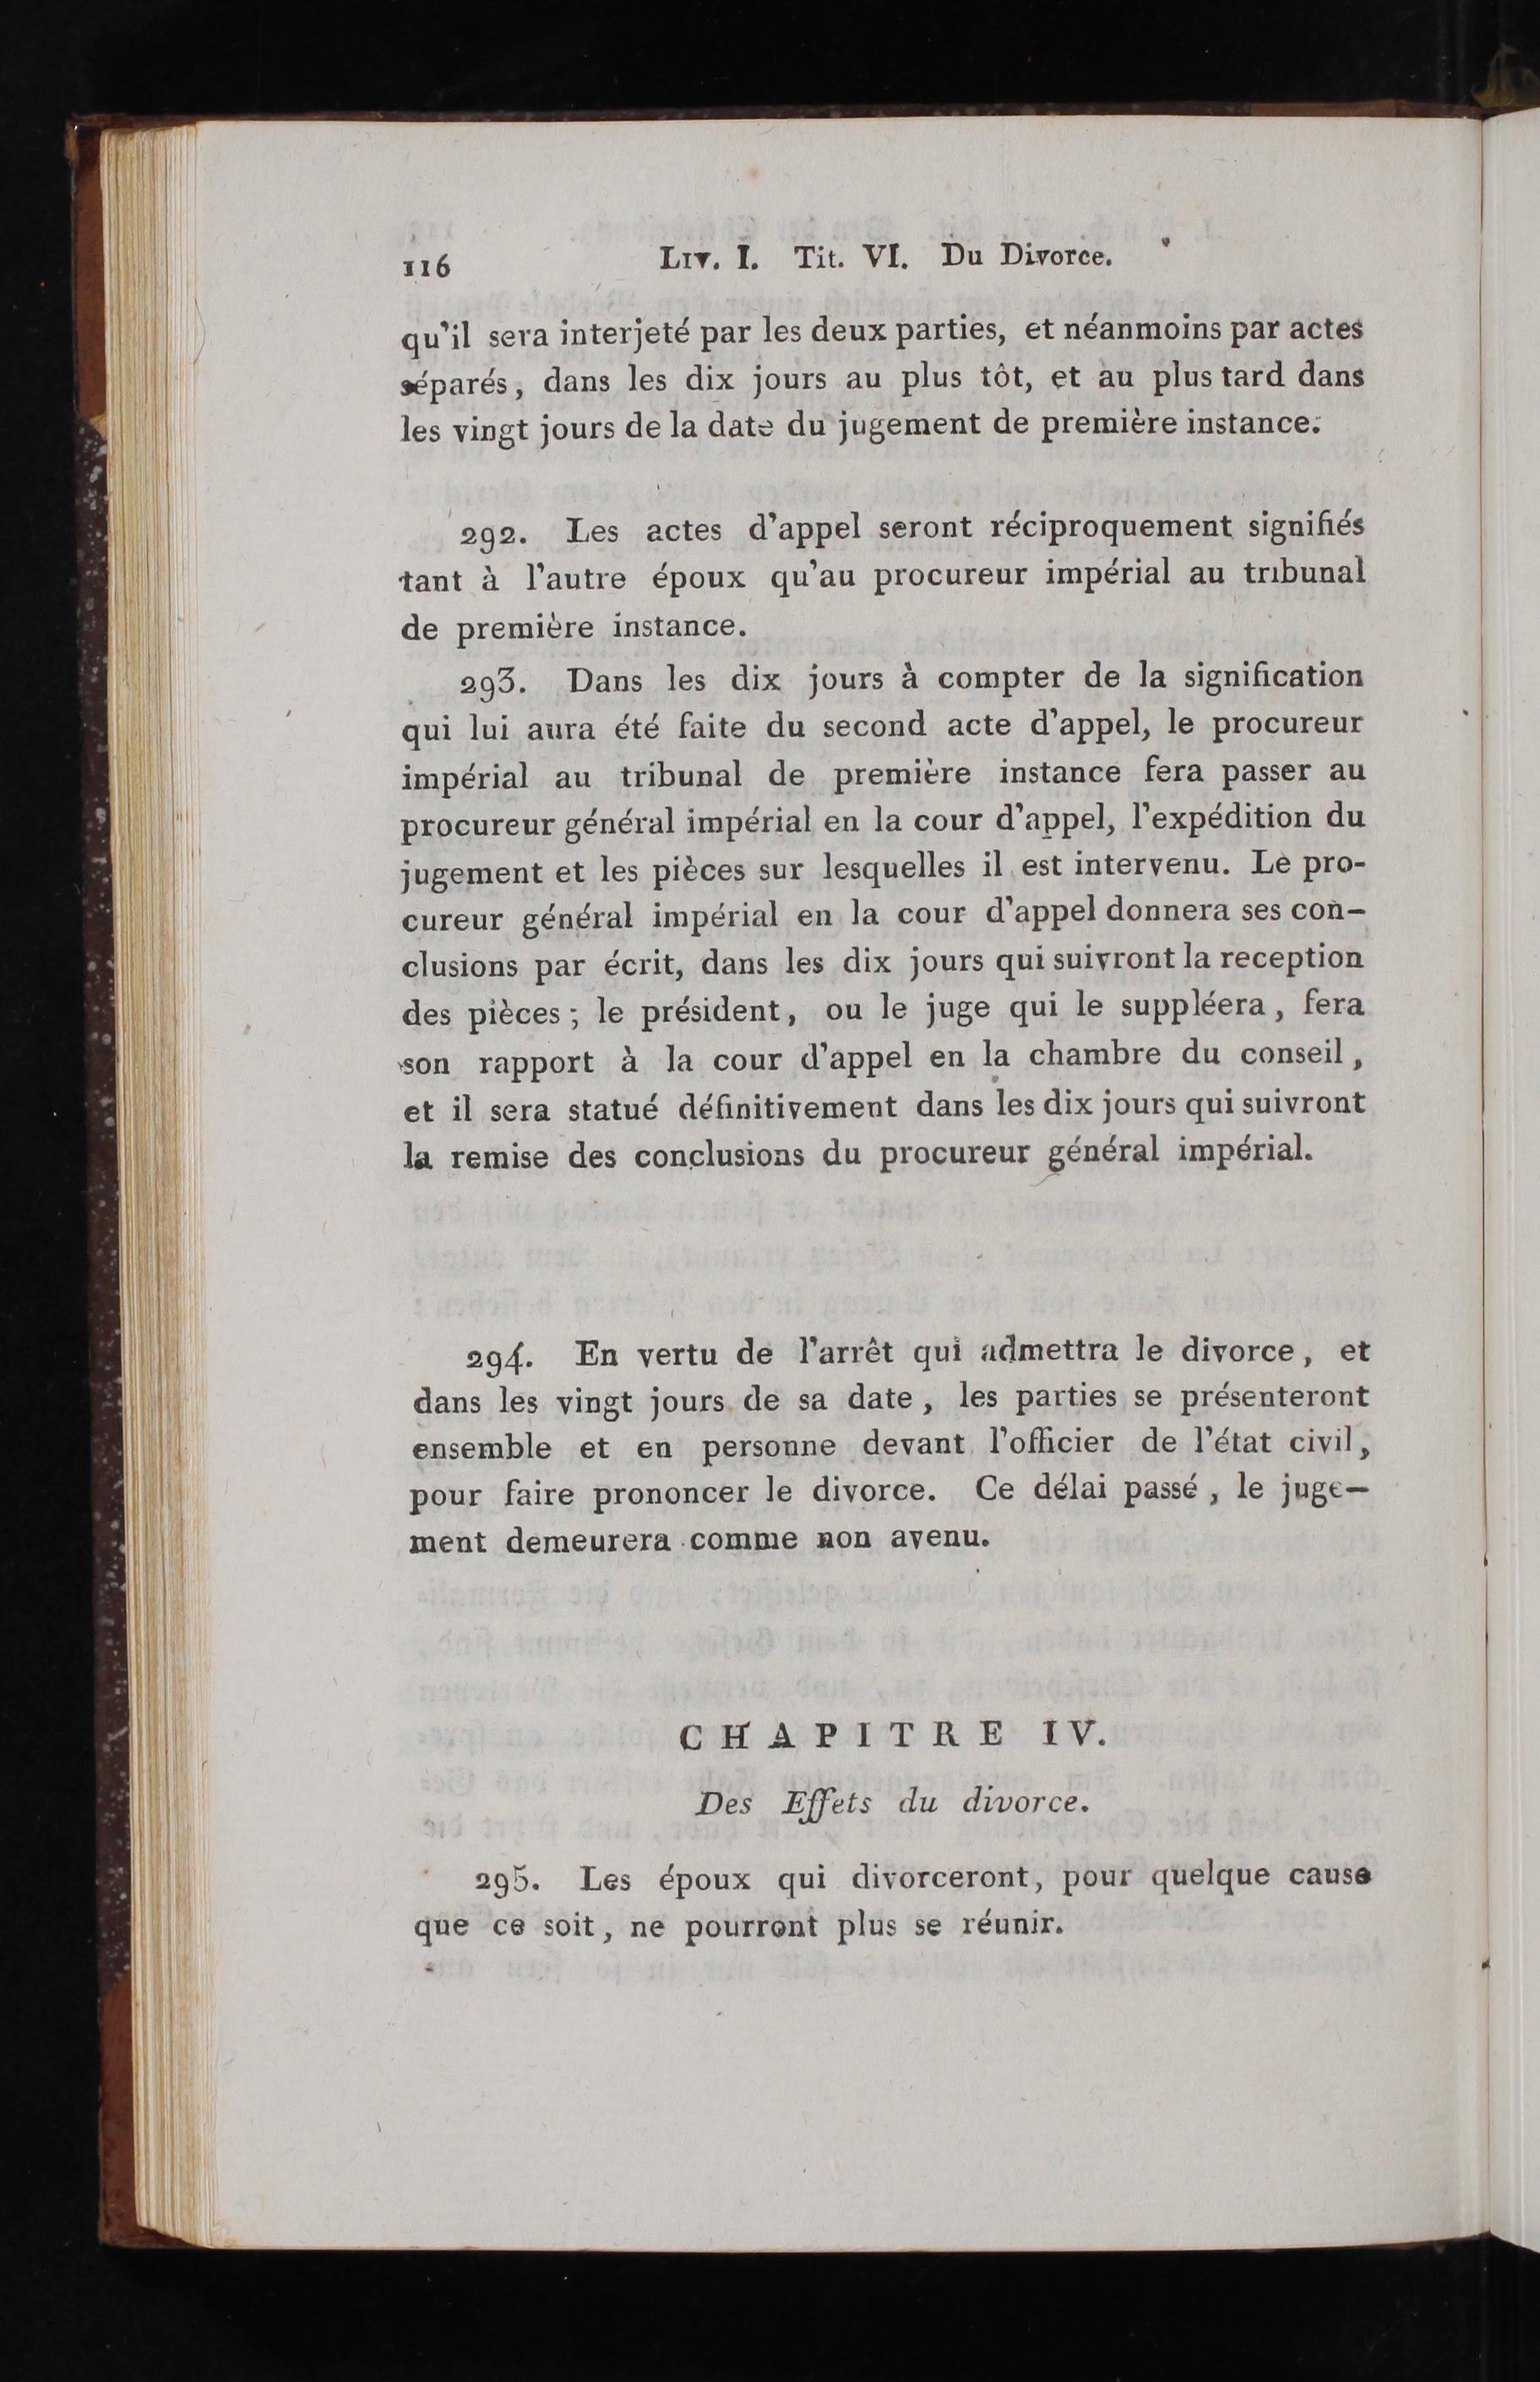 116 Liv. I. Tit. VI. Du Divorce.
qu'il sera interjeté par les deux parties, et néanmoins par actes
séparés, dans les dix jours au plus tôt, et au plus tard dans
les vingt jours de la date du jugement de première instance.
292. Les actes d'appel seront réciproquement signifiés
tant à l'autre époux qu'au procureur impérial au tribunal
de première instance.
293. Dans les dix jours à compter de la signification
qui lui aura été faite du second acte d'appel, le procureur
impérial au tribunal de première instance fera passer au
procureur général impérial en la cour d'appel, l'expédition du
jugement et les pièces sur lesquelles il est intervenu. Le pro-
cureur général impérial en la cour d'appel donnera ses con-
clusions par écrit, dans les dix jours qui suivront la reception
des pièces; le président, ou le juge qui le suppléera, fera
son rapport à la cour d'appel en la chambre du conseil,
et il sera statué définitivement dans les dix jours qui suivront
la remise des conclusions du procureur général impérial.
294. En vertu de l'arrêt qui admettra le divorce, et
dans les vingt jours de sa date, les parties se présenteront
ensemble et en personne devant l'officier de l'état civil,
pour faire prononcer le divorce. Ce délai passé, le juge-
ment demeurera comme non avenu.
CHAPITRE IV.
Des Effets du divorce.
295. Les époux qui divorceront, pour quelque cause
que ce soit, ne pourront plus se réunir.